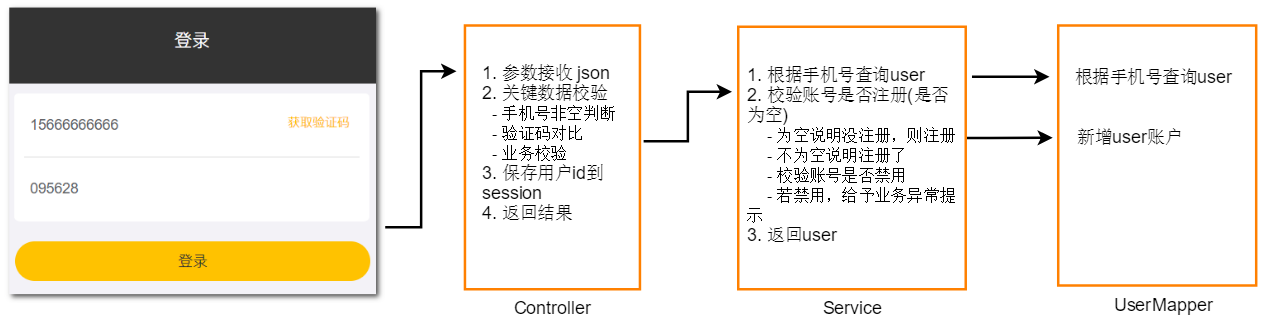 登录
15666666666
获取验证码
095628
登录
1. 参数接收 json
2. 关键数据校验
- 手机号非空判断
- 验证码对比
- 业务校验
3. 保存用户id到
session
4. 返回结果
Controller
1. 根据手机号查询user
2. 校验账号是否注册(是否
为空)
- 为空说明没注册，则注册
- 不为空说明注册了
- 校验账号是否禁用
- 若禁用，给予业务异常提
示
3. 返回user
Service
根据手机号查询user
新增user账户
UserMapper